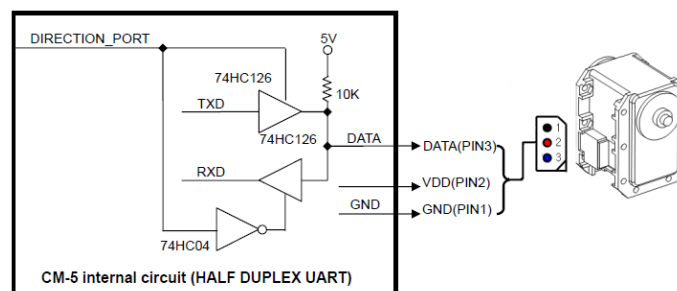 DIRECTION_PORT
5V
74HC126
10K
TXD
74HC126
DATA
DATA(PIN3)
RXD
VDD(PIN2)
GND
GND(PIN1)
74HC04
1
2
3
CM-5 internal circuit (HALF DUPLEX UART)